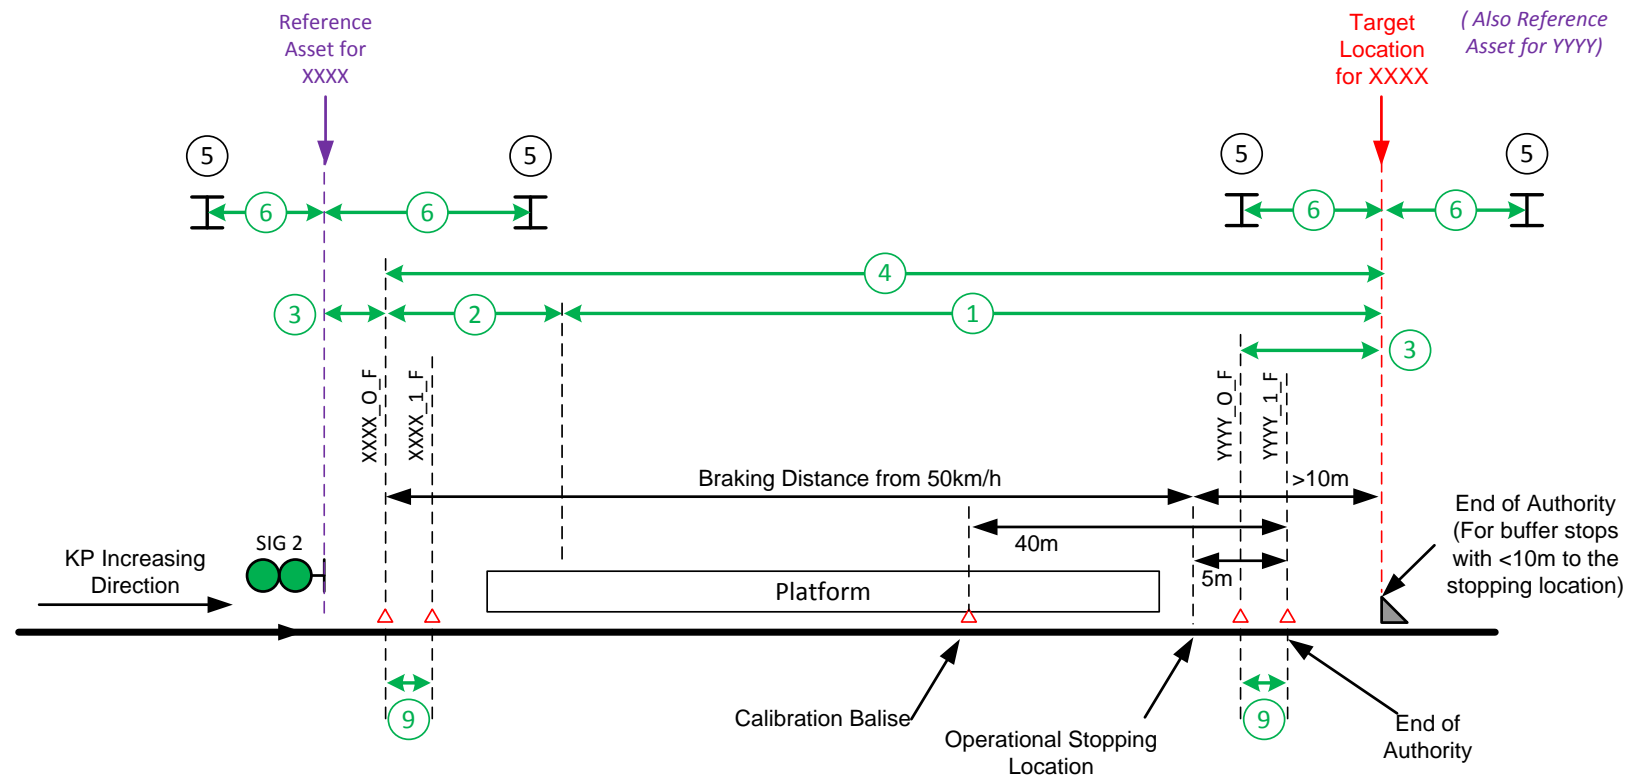 Reference
Asset for
XXXX
Target
Location
for XXXX
( Also Reference
Asset for YYYY)
5
5
5
5
6
6
6
6
4
3
2
1
3
XXXX_O_F
XXXX_1_F
YYYY_O_F
YYYY_1_F
Braking Distance from 50km/h
>10m
40m
5m
End of Authority
(For buffer stops
with <10m to the
stopping location)
KP Increasing
Direction
SIG 2
Platform
9
9
Calibration Balise
Operational Stopping
Location
End of
Authority